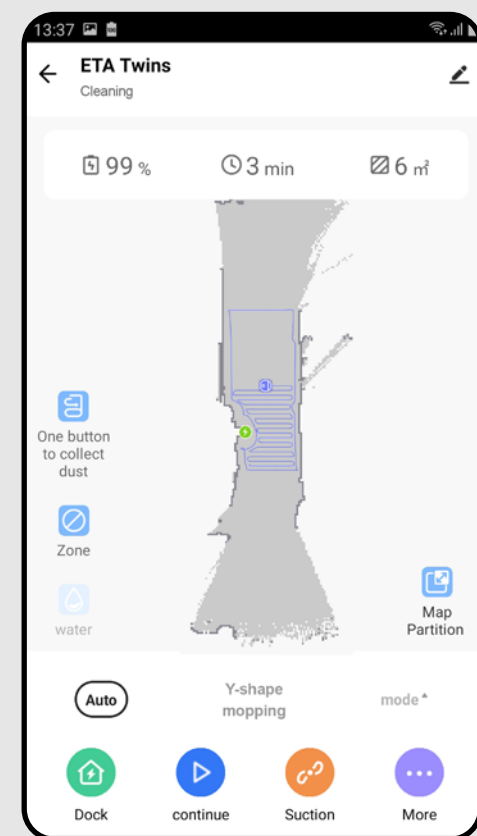 13:37
ETA Twins
Cleaning
99 %
3 min
6 ㎡
One button
to collect
dust
Zone
water
Map
Partition
Auto
Y-shape
mopping
mode
Dock
continue
Suction
More